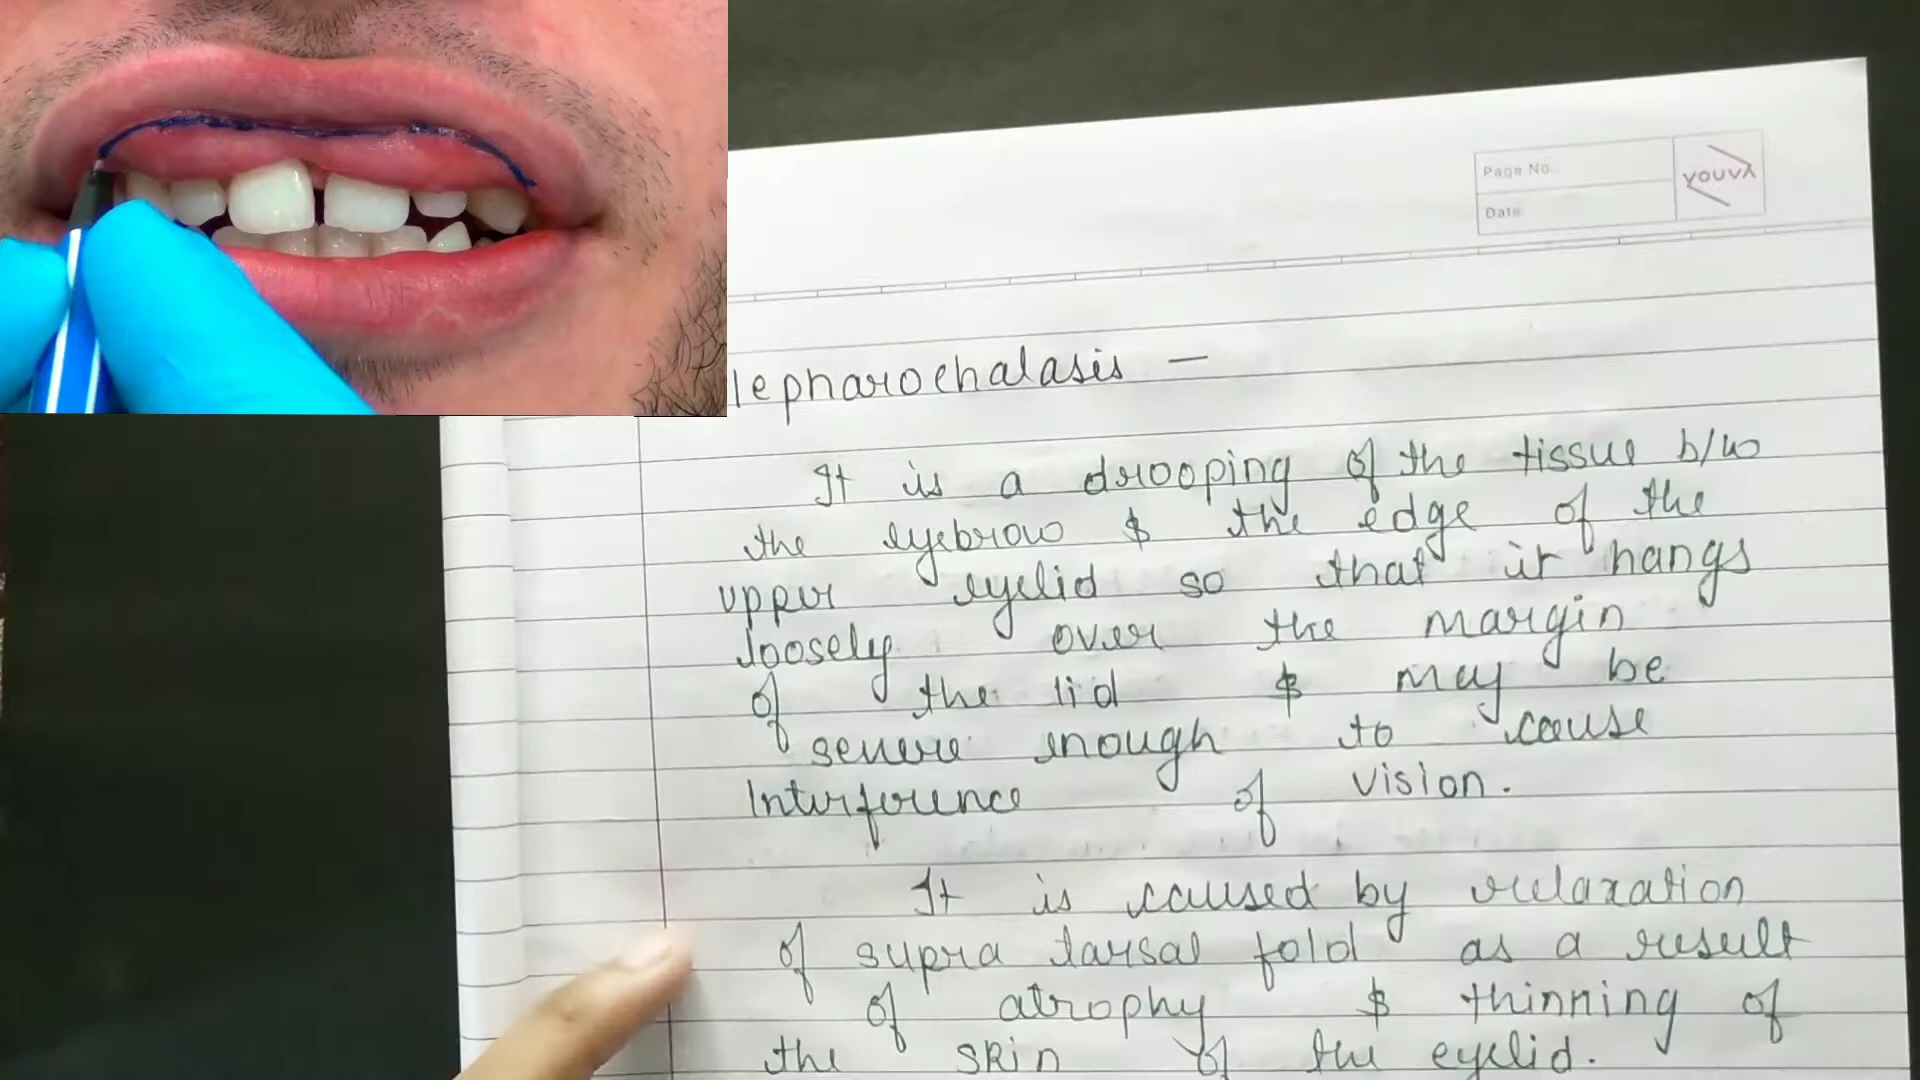 Page No.
Date
YOUVA
lepharochalasis —
It is a drooping of the tissue b/w
the eyebrow & the edge of the
upper eyelid so that it hangs
loosely over the margin
of the lid & may be
severe enough to cause
Interference of vision.
It is caused by relaxation
of supra tarsal fold as a result
of atrophy & thinning of
the skin of the eyelid.